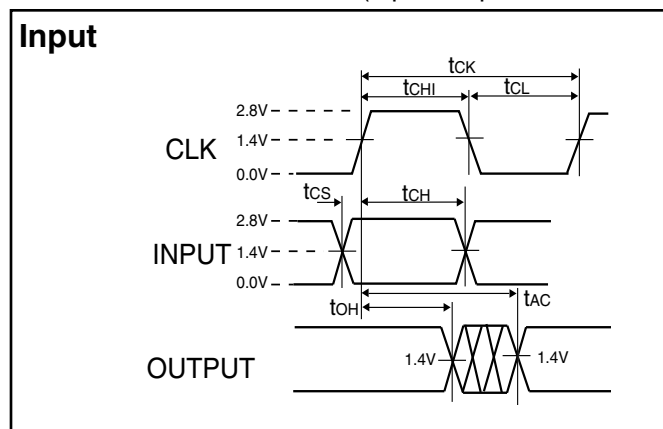 Input
tCK
tCHI tCL
2.8V
CLK 1.4V
0.0V
tCS tCH
2.8V
INPUT 1.4V
0.0V
tAC
tOH
1.4V 1.4V
OUTPUT